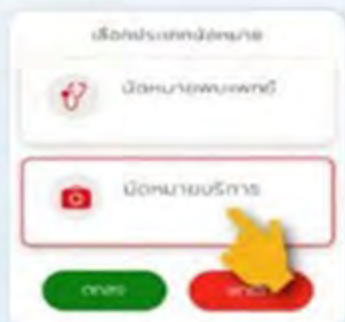 เลือกประเภทนัดหมาย
นัดหมายพบแพทย์
นัดหมายบริการ
ตกลง